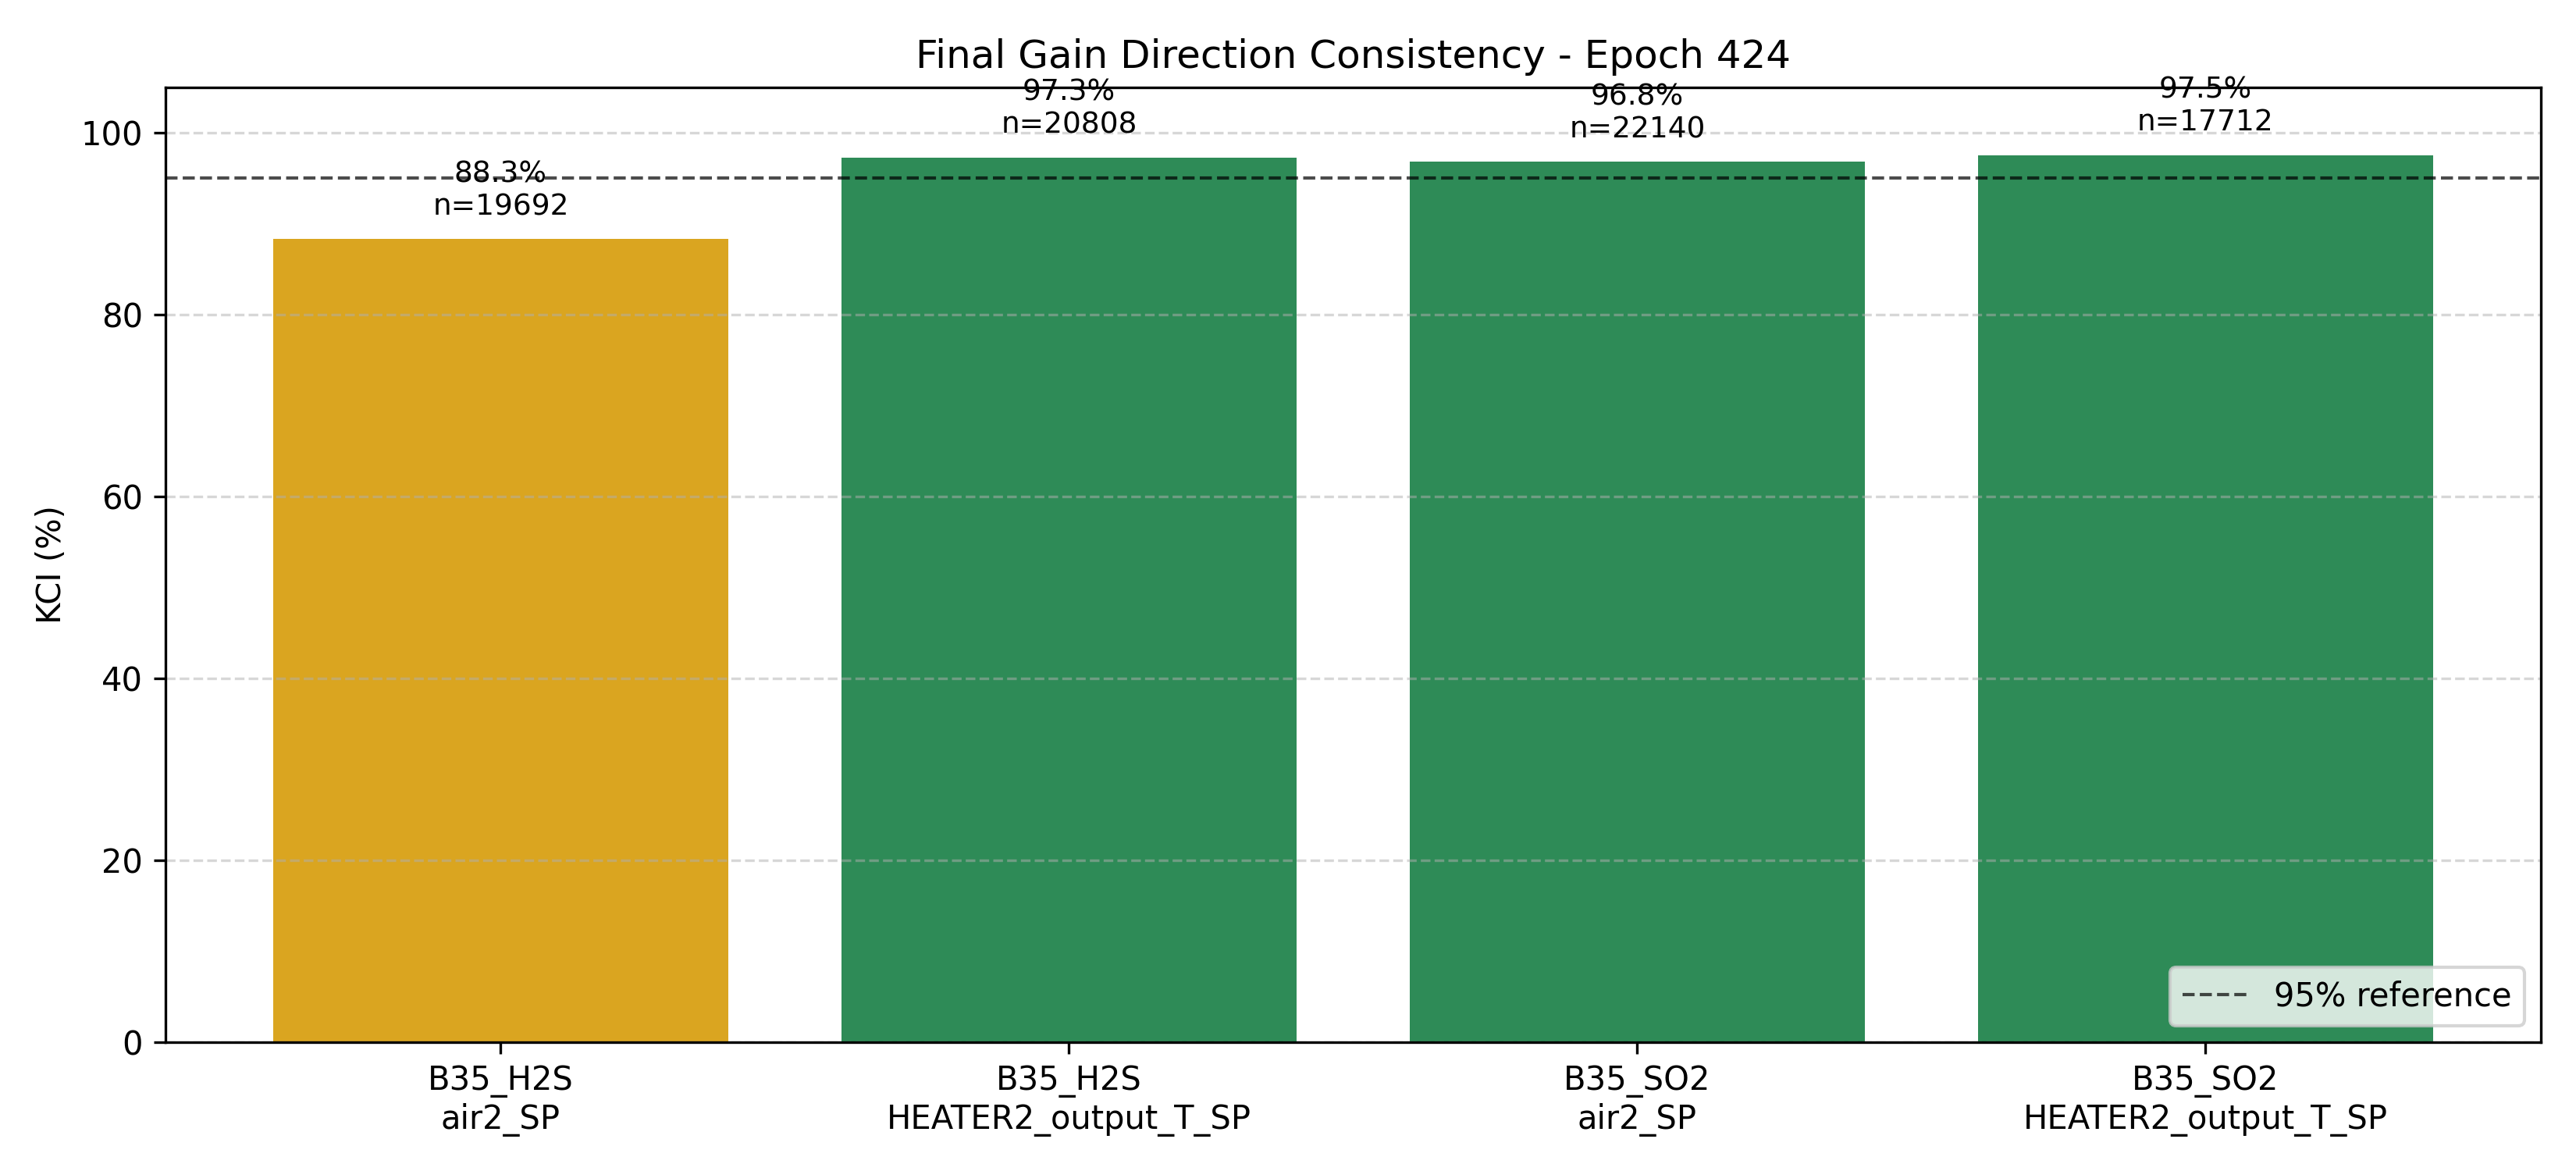 Final Gain Direction Consistency - Epoch 424
97.3%
n=20808
96.8%
n=22140
97.5%
n=17712
88.3%
n=19692
KCI (%)
100
80
60
40
20
0
95% reference
B35_H2S
air2_SP
B35_H2S
HEATER2_output_T_SP
B35_SO2
air2_SP
B35_SO2
HEATER2_output_T_SP